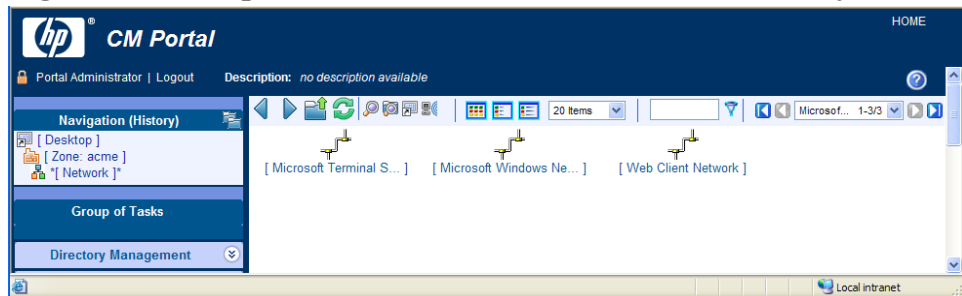 HOME
hp ® CM Portal
Portal Administrator | Logout Description: no description available
?
Navigation (History)
20 Items
Microsof... 1-3/3
[ Desktop ]
[ Zone: acme ]
*[ Network ]*
[ Microsoft Terminal S... ] [ Microsoft Windows Ne... ] [ Web Client Network ]
Group of Tasks
Directory Management
Local intranet